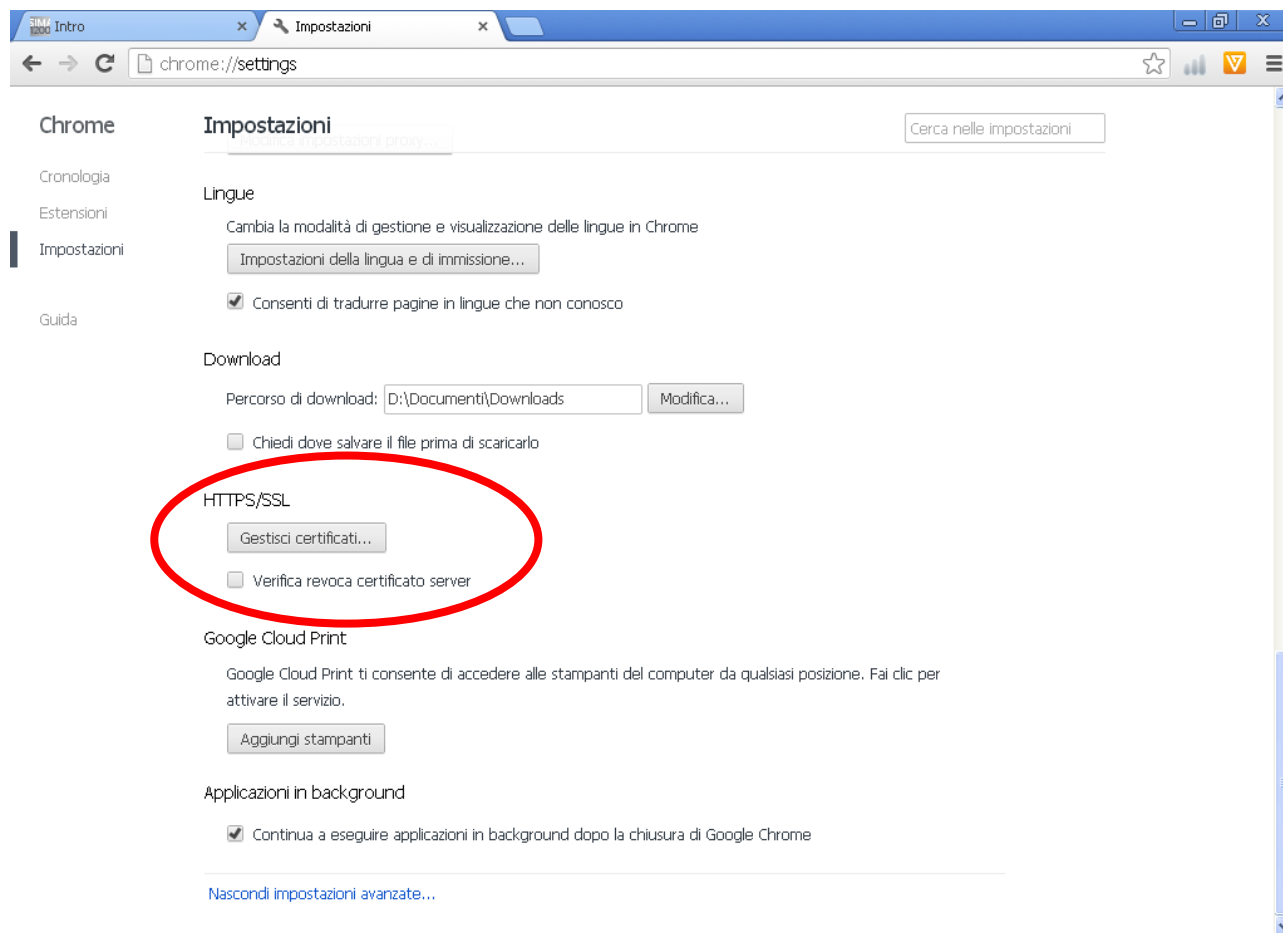 SIMA
1200 Intro
Impostazioni
chrome://settings
Chrome
Impostazioni
Cerca nelle impostazioni
Modifica impostazioni proxy...
Cronologia
Estensioni
Impostazioni
Guida
Lingue
Cambia la modalità di gestione e visualizzazione delle lingue in Chrome
Impostazioni della lingua e di immissione...
Consenti di tradurre pagine in lingue che non conosco
Download
Percorso di download: D:\Documenti\Downloads Modifica...
Chiedi dove salvare il file prima di scaricarlo
HTTPS/SSL
Gestisci certificati...
Verifica revoca certificato server
Google Cloud Print
Google Cloud Print ti consente di accedere alle stampanti del computer da qualsiasi posizione. Fai clic per
attivare il servizio.
Aggiungi stampanti
Applicazioni in background
Continua a eseguire applicazioni in background dopo la chiusura di Google Chrome
Nascondi impostazioni avanzate...